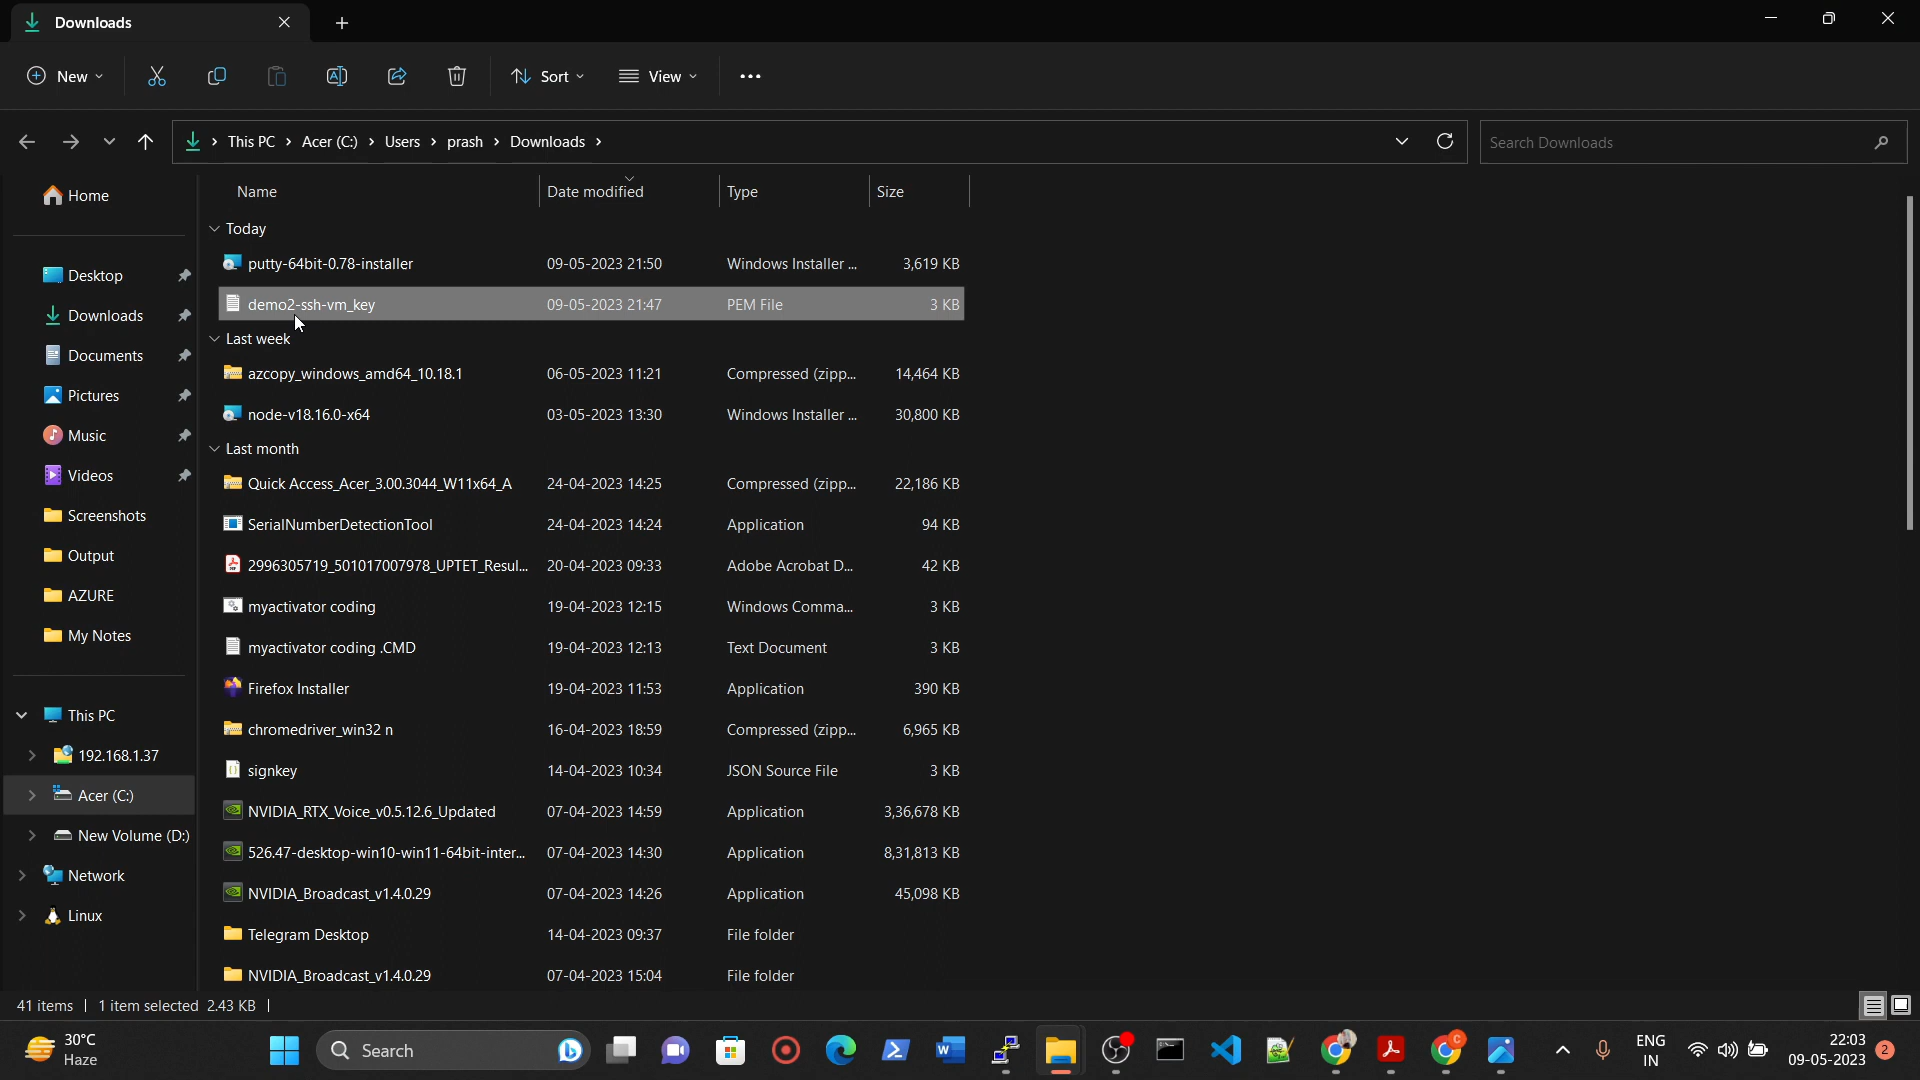 Downloads
New
Sort
View
This PC
Acer (C:)
Users
prash
Downloads
Search Downloads
Name
Date modified
Type
Size
Home
Desktop
Downloads
Documents
Pictures
Music
Videos
Screenshots
Output
AZURE
My Notes
This PC
192.168.1.37
Acer (C:)
New Volume (D:)
Network
Linux
Today
putty-64bit-0.78-installer 09-05-2023 21:50 Windows Installer ... 3,619 KB
demo2-ssh-vm_key 09-05-2023 21:47 PEM File 3 KB
Last week
azcopy_windows_amd64_10.18.1 06-05-2023 11:21 Compressed (zipp... 14,464 KB
node-v18.16.0-x64 03-05-2023 13:30 Windows Installer ... 30,800 KB
Last month
Quick Access_Acer_3.00.3044_W11x64_A 24-04-2023 14:25 Compressed (zipp... 22,186 KB
SerialNumberDetectionTool 24-04-2023 14:24 Application 94 KB
2996305719_501017007978_UPTET_Resul... 20-04-2023 09:33 Adobe Acrobat D... 42 KB
myactivator coding 19-04-2023 12:15 Windows Comma... 3 KB
myactivator coding .CMD 19-04-2023 12:13 Text Document 3 KB
Firefox Installer 19-04-2023 11:53 Application 390 KB
chromedriver_win32 n 16-04-2023 18:59 Compressed (zipp... 6,965 KB
signkey 14-04-2023 10:34 JSON Source File 3 KB
NVIDIA_RTX_Voice_v0.5.12.6_Updated 07-04-2023 14:59 Application 3,36,678 KB
526.47-desktop-win10-win11-64bit-inter... 07-04-2023 14:30 Application 8,31,813 KB
NVIDIA_Broadcast_v1.4.0.29 07-04-2023 14:26 Application 45,098 KB
Telegram Desktop 14-04-2023 09:37 File folder
NVIDIA_Broadcast_v1.4.0.29 07-04-2023 15:04 File folder
41 items 1 item selected 2.43 KB
30°C
Haze
Search
ENG
IN
22:03
09-05-2023
2